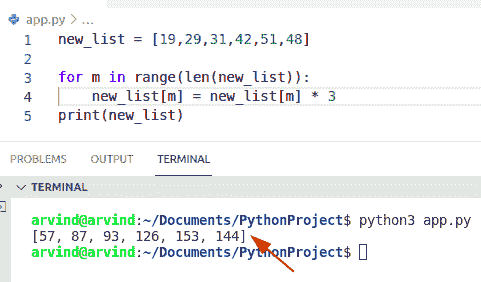 app.py > ...
1 new_list = [19,29,31,42,51,48]
2
3 for m in range(len(new_list)):
4     new_list[m] = new_list[m] * 3
5 print(new_list)
PROBLEMS OUTPUT TERMINAL
TERMINAL
arvind@arvind:~/Documents/PythonProject$ python3 app.py
[57, 87, 93, 126, 153, 144]
arvind@arvind:~/Documents/PythonProject$